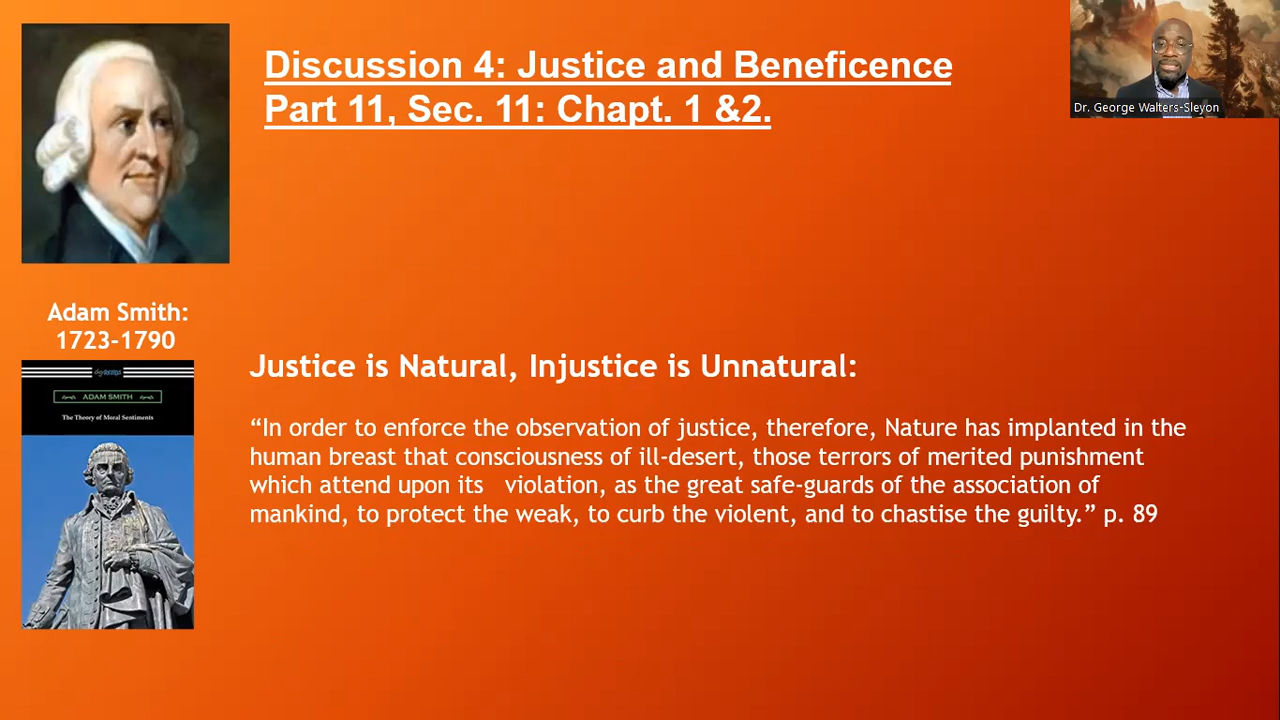 Discussion 4: Justice and Beneficence
Part 11, Sec. 11: Chapt. 1 &2.
Dr. George Walters-Sleyon
Adam Smith:
1723-1790
ADAM SMITH
The Theory of Moral Sentiments
Justice is Natural, Injustice is Unnatural:
“In order to enforce the observation of justice, therefore, Nature has implanted in the
human breast that consciousness of ill-desert, those terrors of merited punishment
which attend upon its violation, as the great safe-guards of the association of
mankind, to protect the weak, to curb the violent, and to chastise the guilty.” p. 89